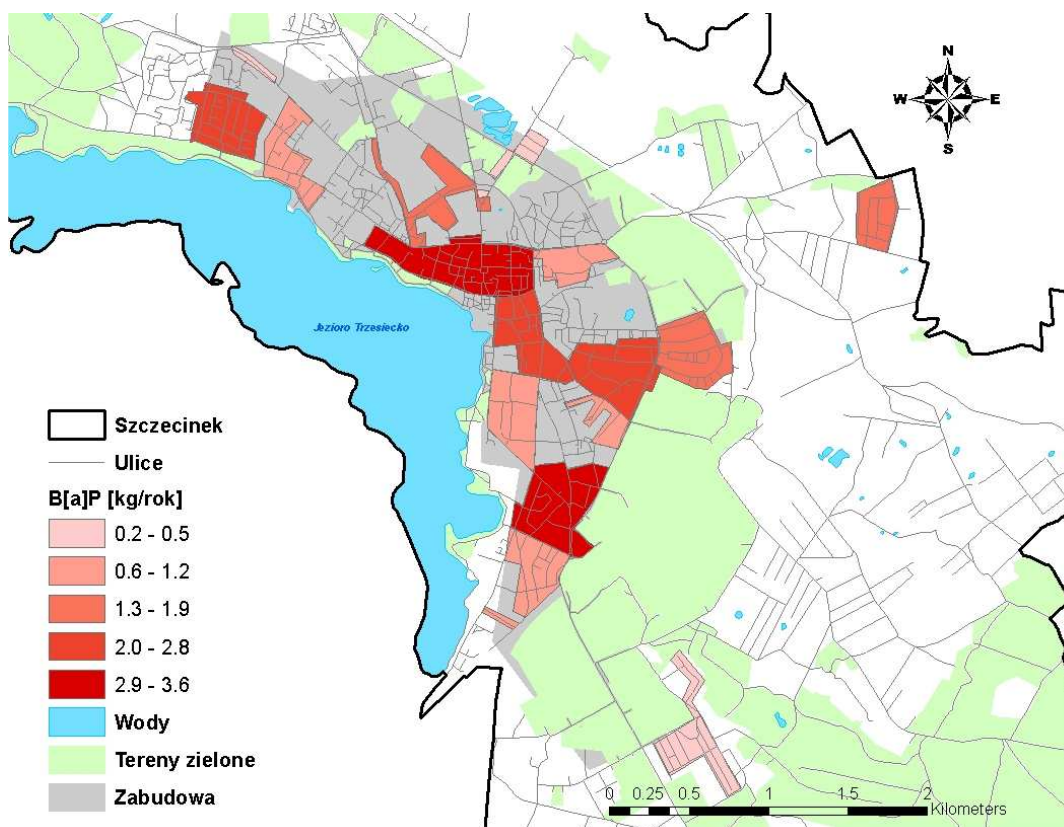 N
W E
S
Jezioro Trzesiecko
Szczecinek
Ulice
B[a]P [kg/rok]
0.2 - 0.5
0.6 - 1.2
1.3 - 1.9
2.0 - 2.8
2.9 - 3.6
Wody
Tereny zielone
Zabudowa
0 0.25 0.5 1 1.5 2
Kilometers